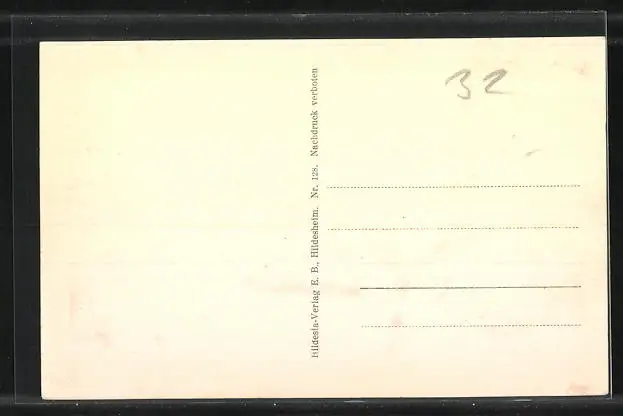 Hildesia-Verlag E. B., Hildesheim. Nr. 128. Nachdruck verboten
32